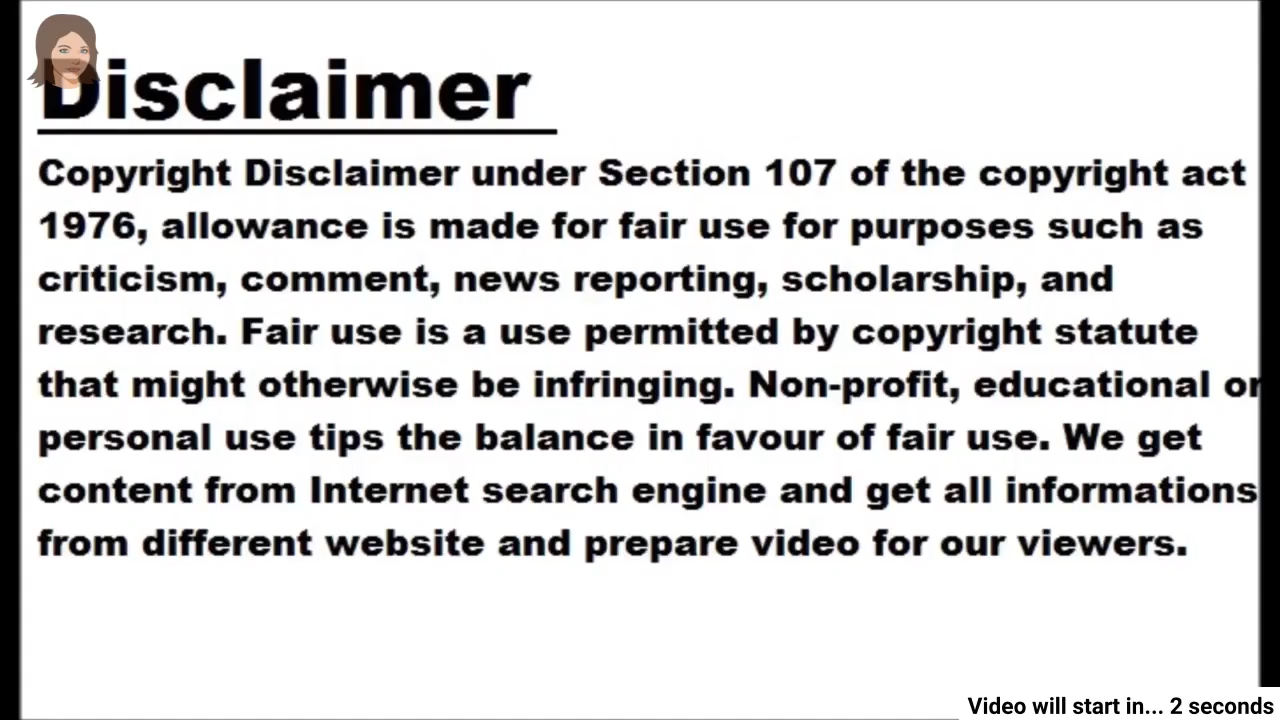 Disclaimer
Copyright Disclaimer under Section 107 of the copyright act
1976, allowance is made for fair use for purposes such as
criticism, comment, news reporting, scholarship, and
research. Fair use is a use permitted by copyright statute
that might otherwise be infringing. Non-profit, educational or
personal use tips the balance in favour of fair use. We get
content from Internet search engine and get all informations
from different website and prepare video for our viewers.
Video will start in... 2 seconds